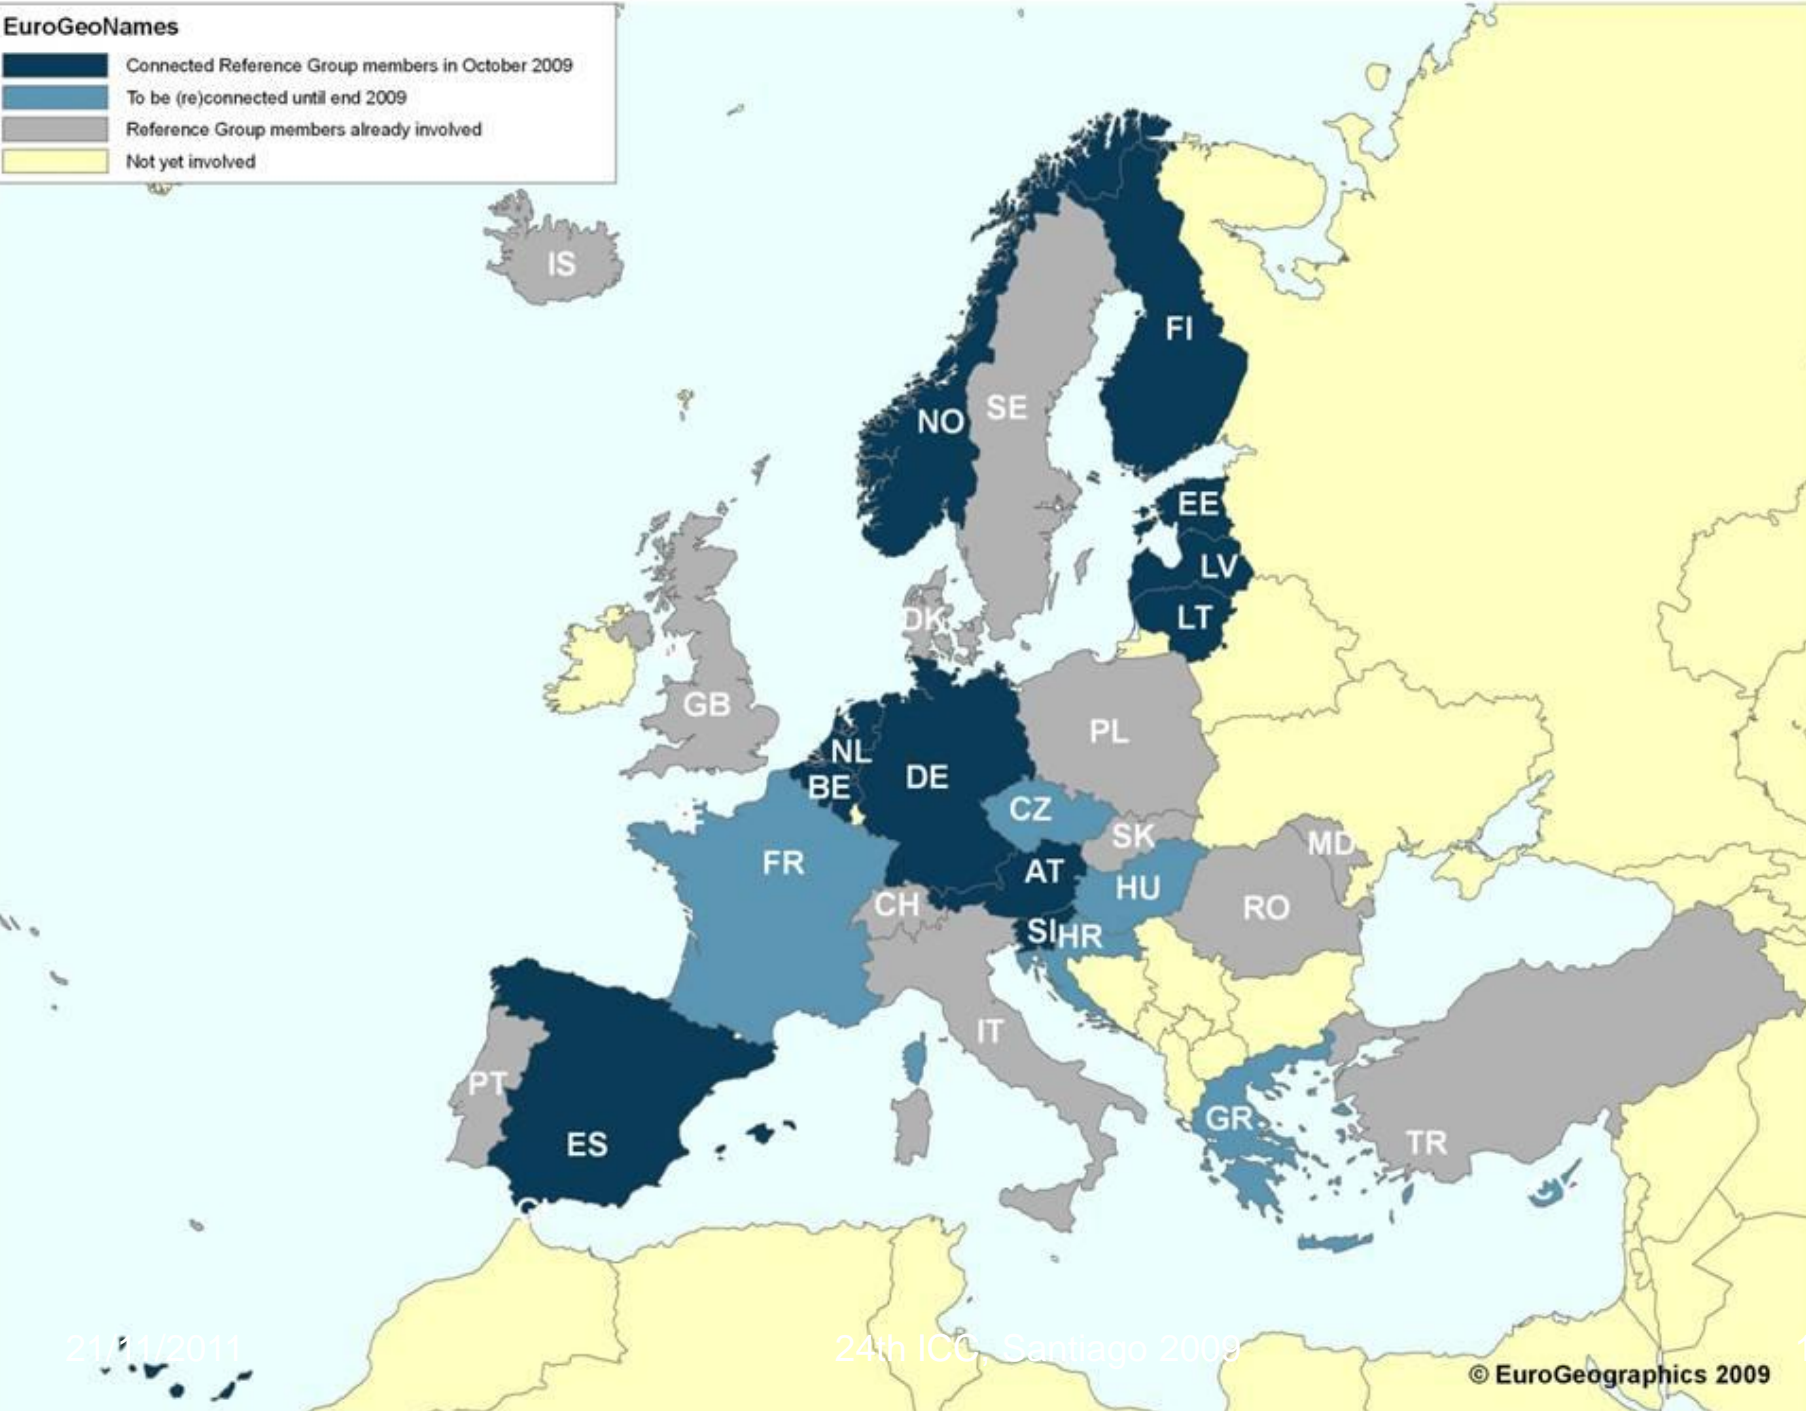 EuroGeoNames
Connected Reference Group members in October 2009
To be (re)connected until end 2009
Reference Group members already involved
Not yet involved
IS
FI
NO
SE
EE
LV
LT
DK
GB
PL
NL
BE
DE
CZ
SK
MD
FR
AT
HU
CH
RO
SI
HR
IT
PT
GR
ES
TR
21/11/2011
24th ICC, Santiago 2009
© EuroGeographics 2009